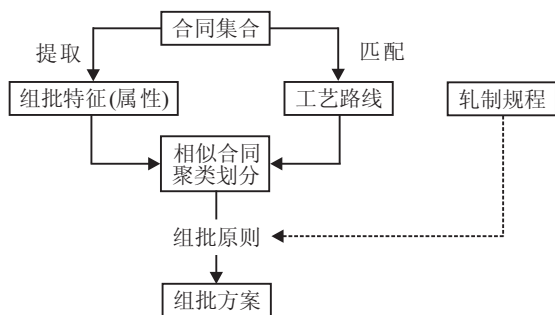 合同集合
提取
匹配
组批特征(属性)
工艺路线
轧制规程
相似合同
聚类划分
组批原则
组批方案